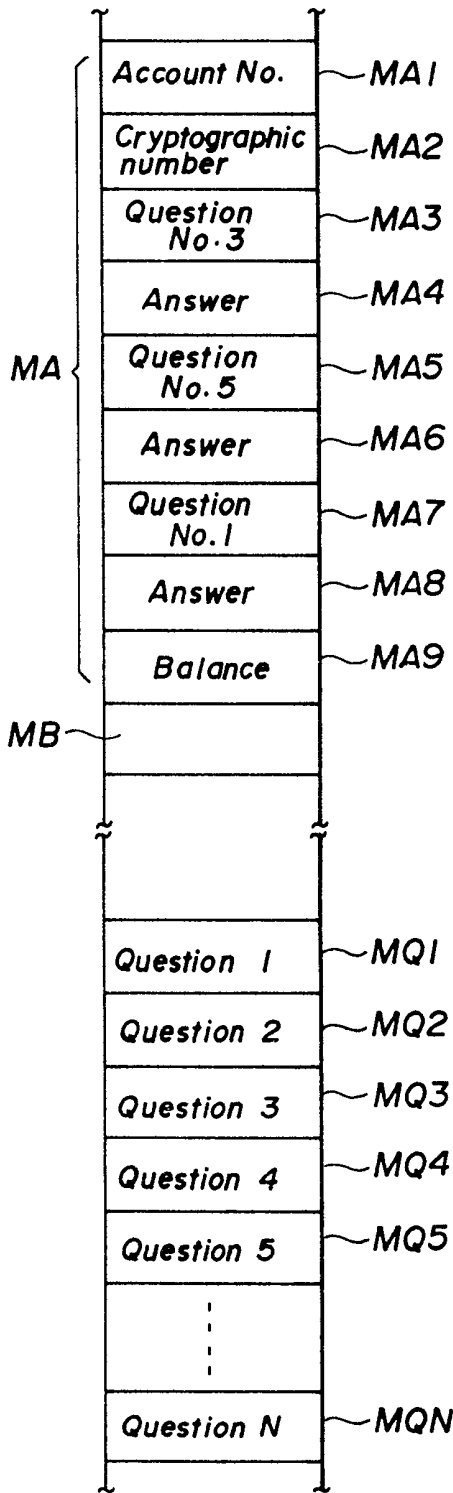 Account No. MA1
Cryptographic
number MA2
Question
No.3 MA3
Answer MA4
MA
Question
No.5 MA5
Answer MA6
Question
No.1 MA7
Answer MA8
Balance MA9
MB
Question 1 MQ1
Question 2 MQ2
Question 3 MQ3
Question 4 MQ4
Question 5 MQ5
Question N MQN